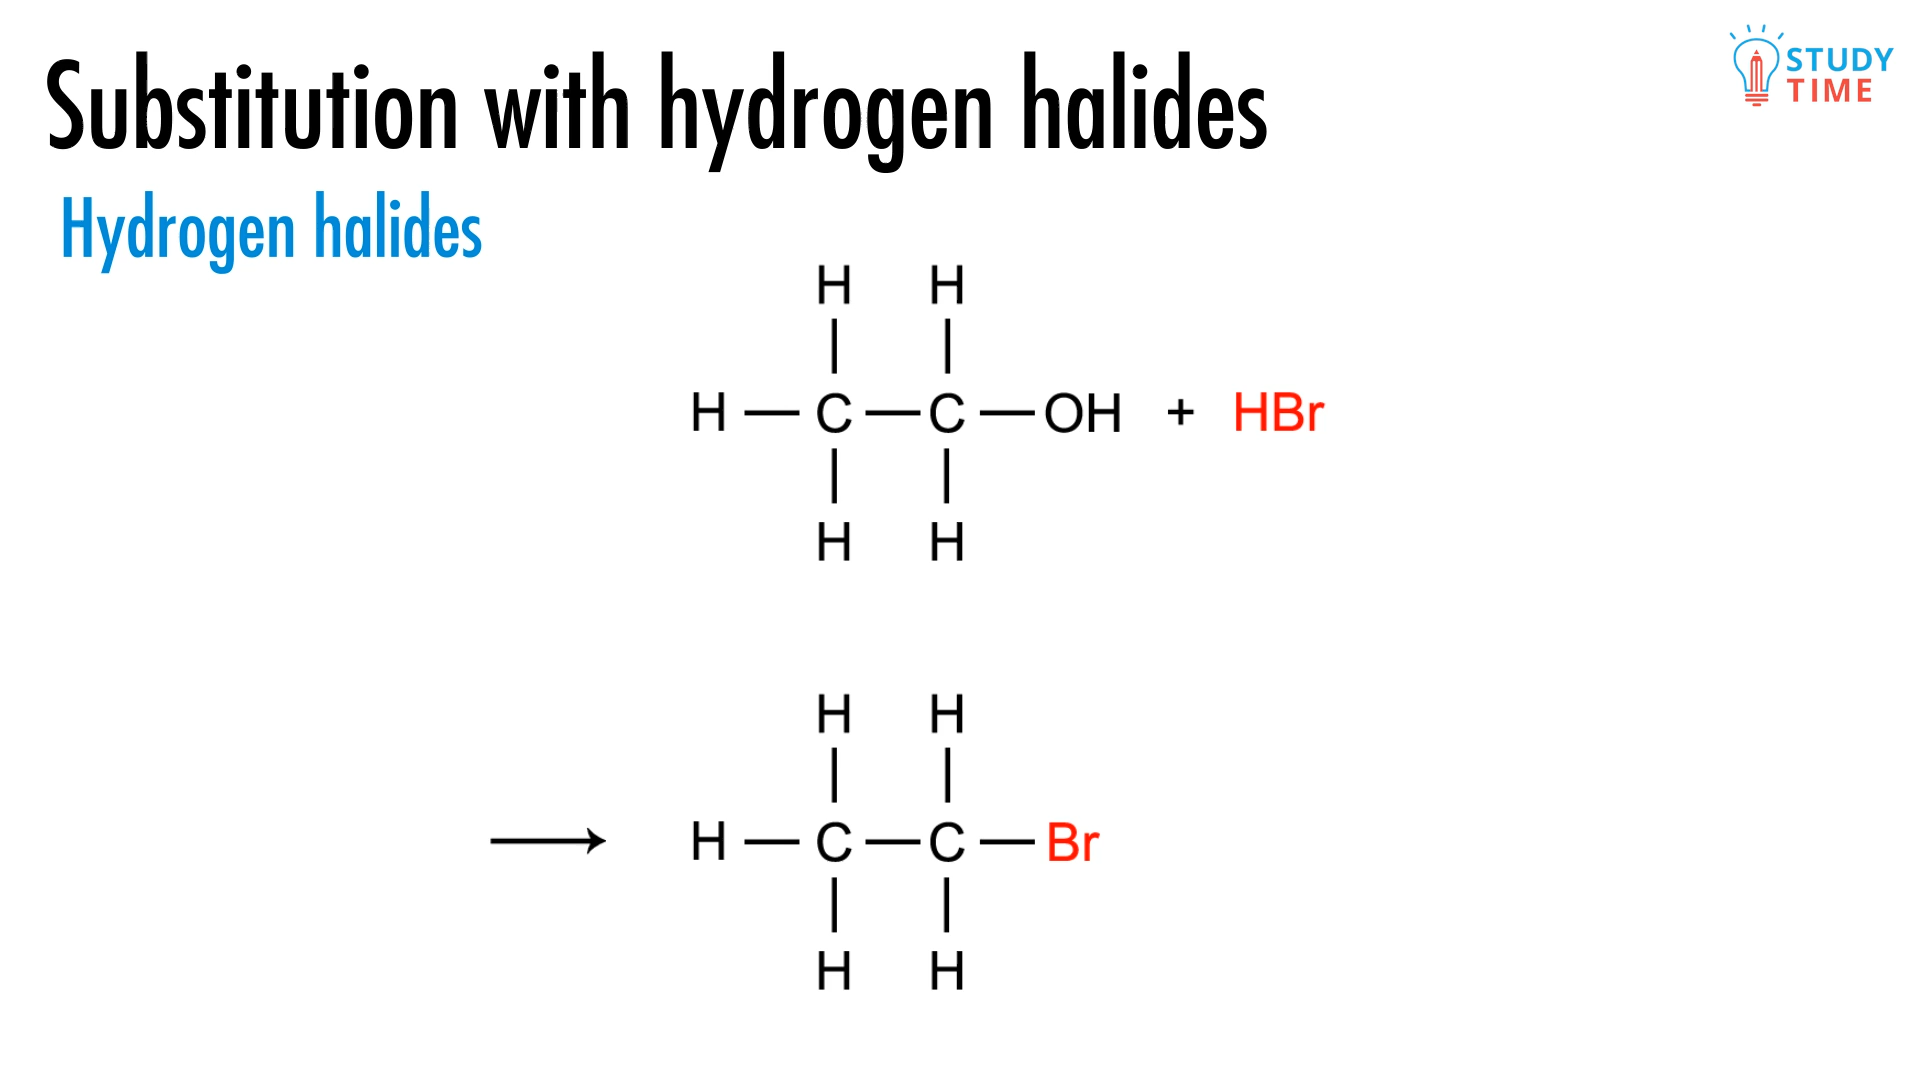 Substitution with hydrogen halides
STUDY
TIME
Hydrogen halides
H H
H — C — C — OH + HBr
H H
H H
⟶ H — C — C — Br
H H